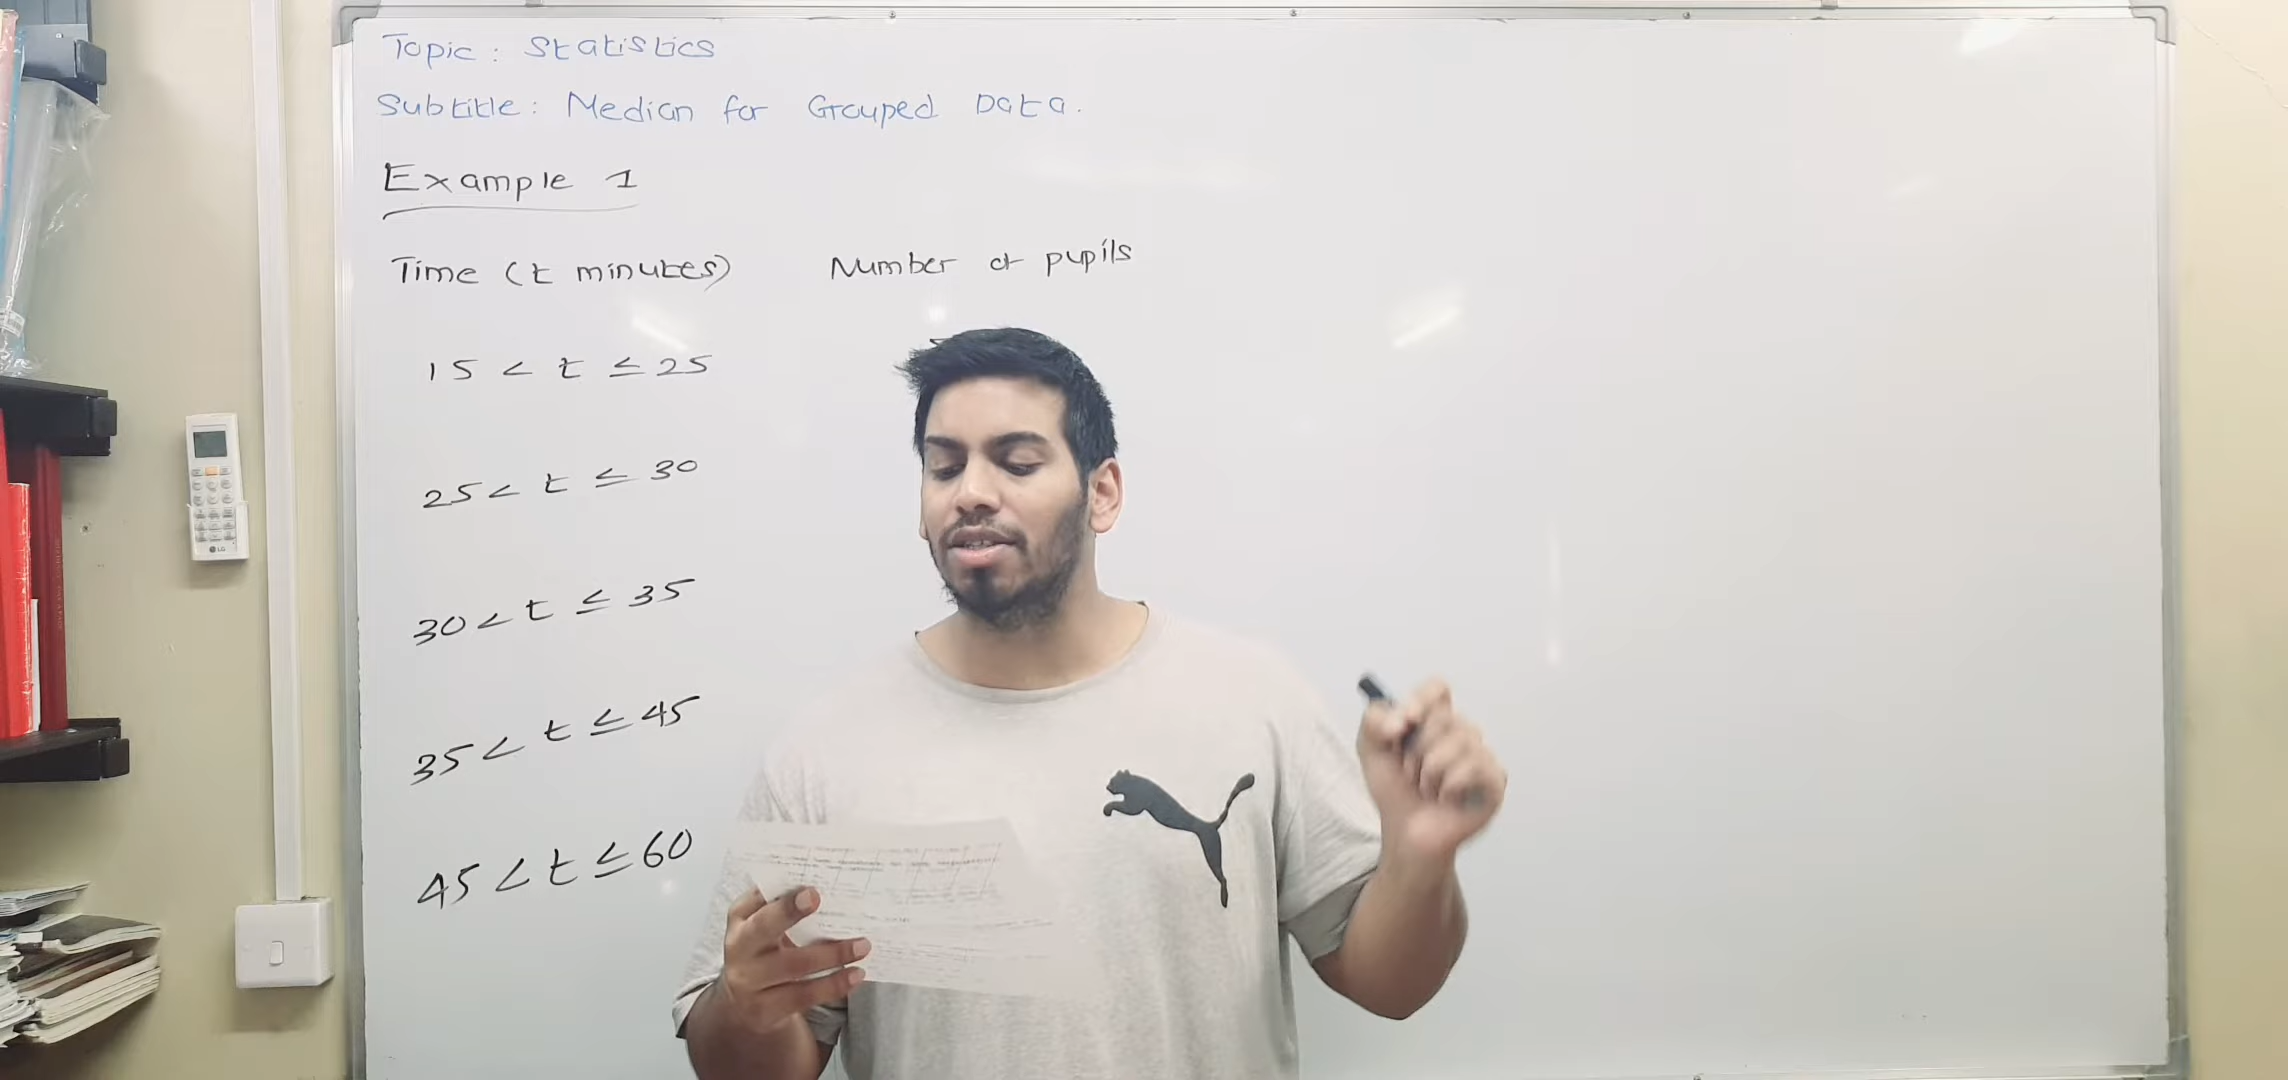 Topic: Statistics
Subtitle: Median for Grouped Data.
Example 1
Time (t minutes) Number of pupils
15 < t ≤ 25
25 < t ≤ 30
30 < t ≤ 35
35 < t ≤ 45
45 < t ≤ 60
LG